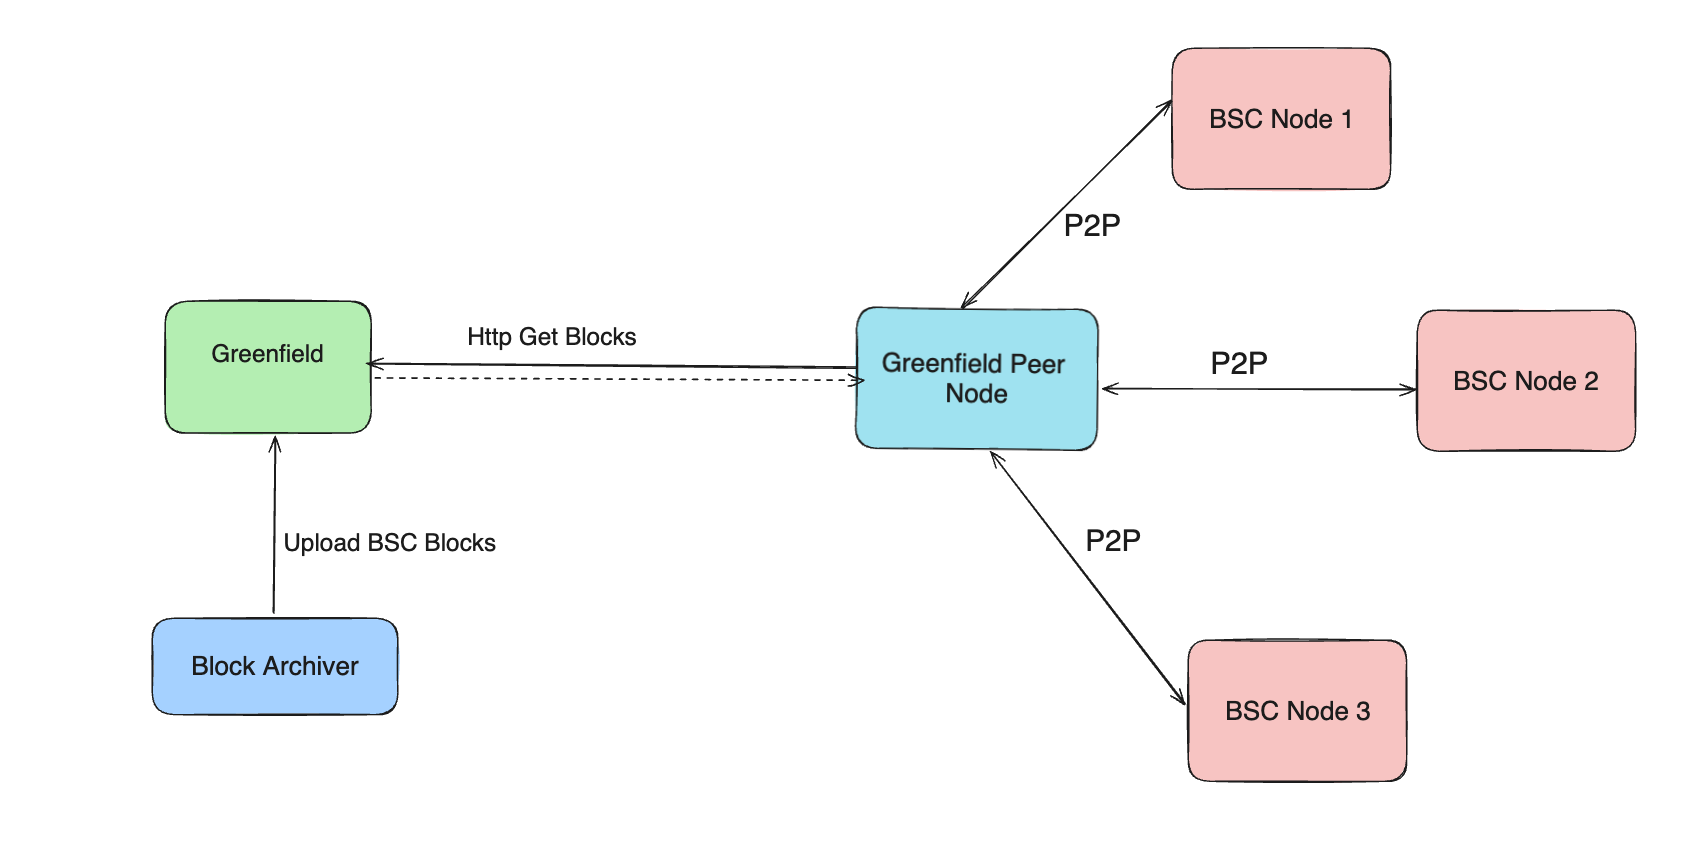 BSC Node 1
P2P
Http Get Blocks
Greenfield
Greenfield Peer
Node
P2P
BSC Node 2
Upload BSC Blocks
P2P
Block Archiver
BSC Node 3